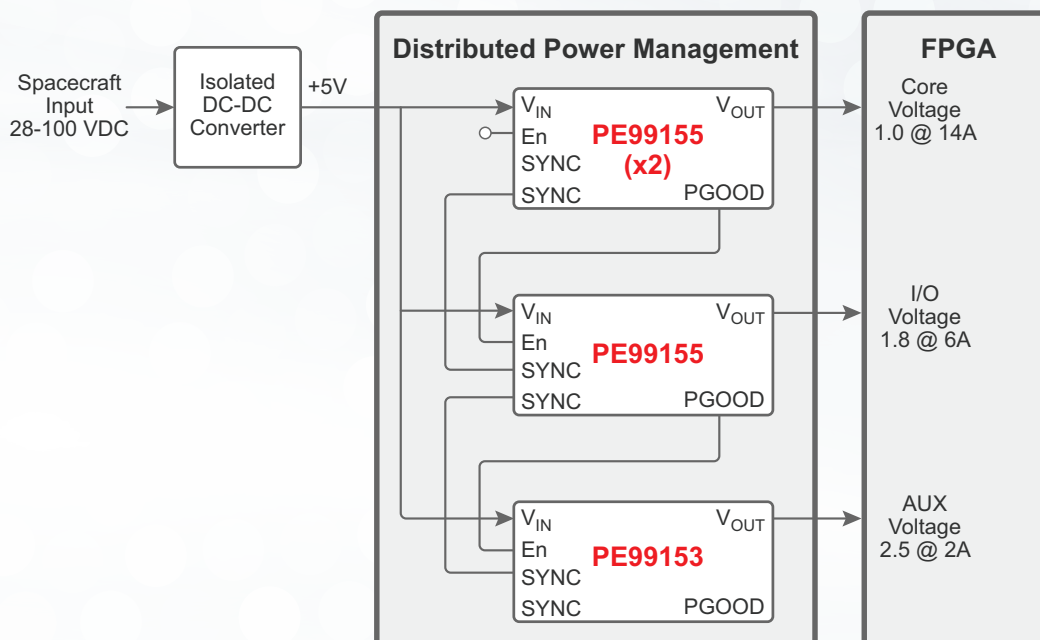 Distributed Power Management
FPGA
Spacecraft
Input
28-100 VDC
Isolated
DC-DC
Converter
+5V
VIN
En
SYNC
SYNC
PE99155
(x2)
VOUT
PGOOD
Core
Voltage
1.0 @ 14A
VIN
En
SYNC
SYNC
PE99155
VOUT
PGOOD
I/O
Voltage
1.8 @ 6A
VIN
En
SYNC
SYNC
PE99153
VOUT
PGOOD
AUX
Voltage
2.5 @ 2A